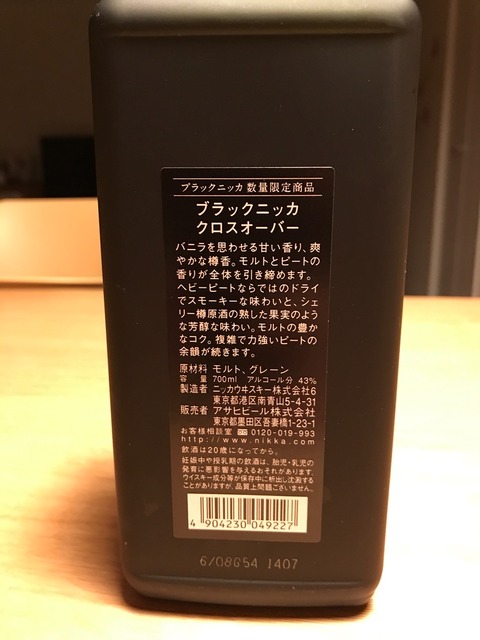 ブラックニッカ 数量限定商品
ブラックニッカ
クロスオーバー
バニラを思わせる甘い香り、爽
やかな樽香。モルトとピートの
香りが全体を引き締めます。
ヘビーピートならではのドライ
でスモーキーな味わいと、シェ
リー樽原酒の熟した果実のよう
な芳醇な味わい。モルトの豊か
なコク。複雑で力強いピートの
余韻が続きます。
原材料 モルト、グレーン
容 量 700ml アルコール分 43%
製造者 ニッカウヰスキー株式会社6
東京都港区南青山5-4-31
販売者 アサヒビール株式会社
東京都墨田区吾妻橋1-23-1
お客様相談室 0120-019-993
http://www.nikka.com
飲酒は20歳になってから。
妊娠中や授乳期の飲酒は、胎児・乳児の
発育に悪影響を与えるおそれがあります。
ウイスキー成分等が保存中に析出し沈澱する
ことがありますが、品質上問題ございません。
4 904230 049227
6/08G54 1407